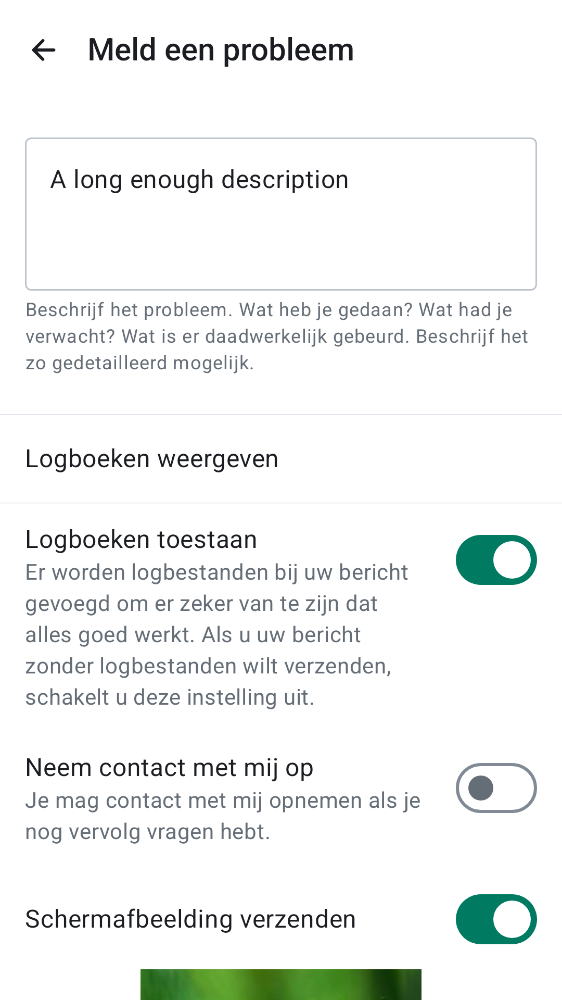 Meld een probleem
A long enough description
Beschrijf het probleem. Wat heb je gedaan? Wat had je
verwacht? Wat is er daadwerkelijk gebeurd. Beschrijf het
zo gedetailleerd mogelijk.
Logboeken weergeven
Logboeken toestaan
Er worden logbestanden bij uw bericht
gevoegd om er zeker van te zijn dat
alles goed werkt. Als u uw bericht
zonder logbestanden wilt verzenden,
schakelt u deze instelling uit.
Neem contact met mij op
Je mag contact met mij opnemen als je
nog vervolg vragen hebt.
Schermafbeelding verzenden